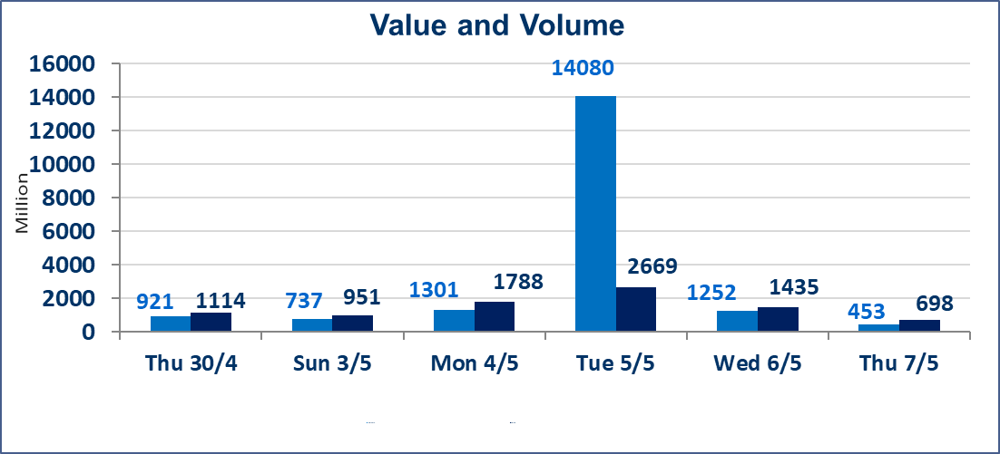 Value and Volume
16000
14000
12000
10000
8000
6000
4000
2000
0
Million
921
1114
737
951
1301
1788
14080
2669
1252
1435
453
698
Thu 30/4
Sun 3/5
Mon 4/5
Tue 5/5
Wed 6/5
Thu 7/5